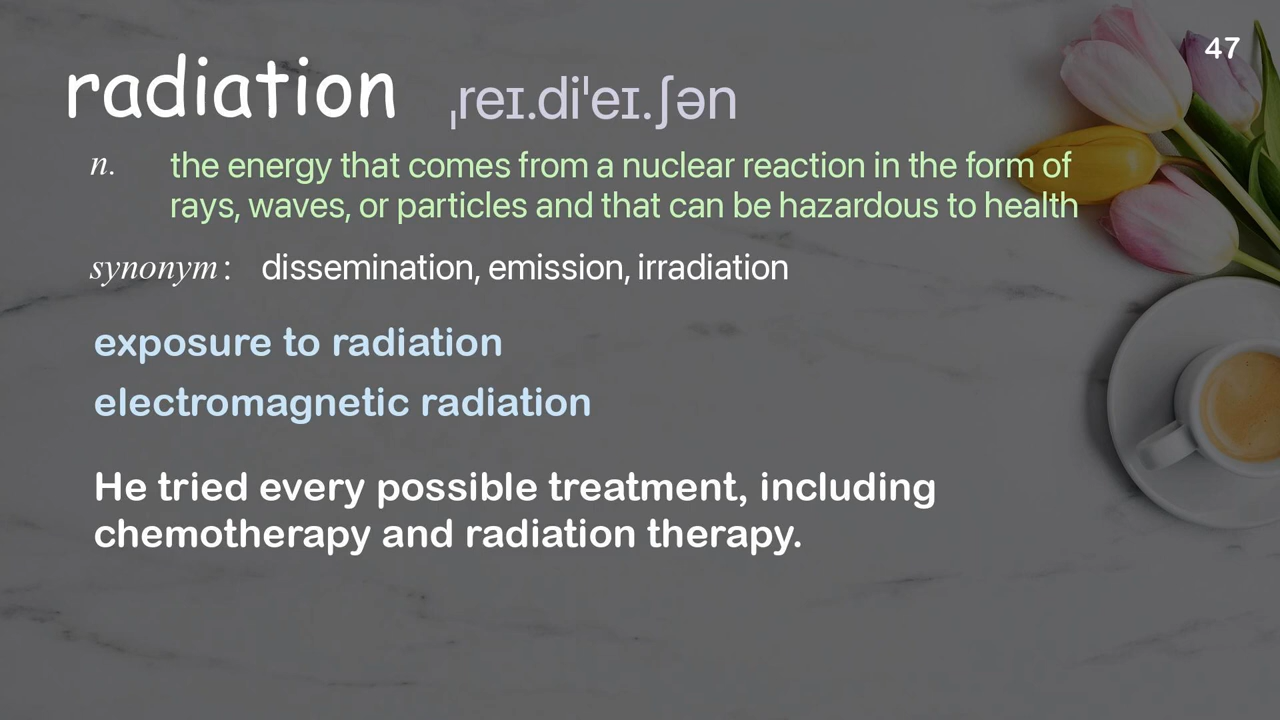 47
radiation ˌreɪ.diˈeɪ.ʃən
n. the energy that comes from a nuclear reaction in the form of
rays, waves, or particles and that can be hazardous to health
synonym: dissemination, emission, irradiation
exposure to radiation
electromagnetic radiation
He tried every possible treatment, including
chemotherapy and radiation therapy.